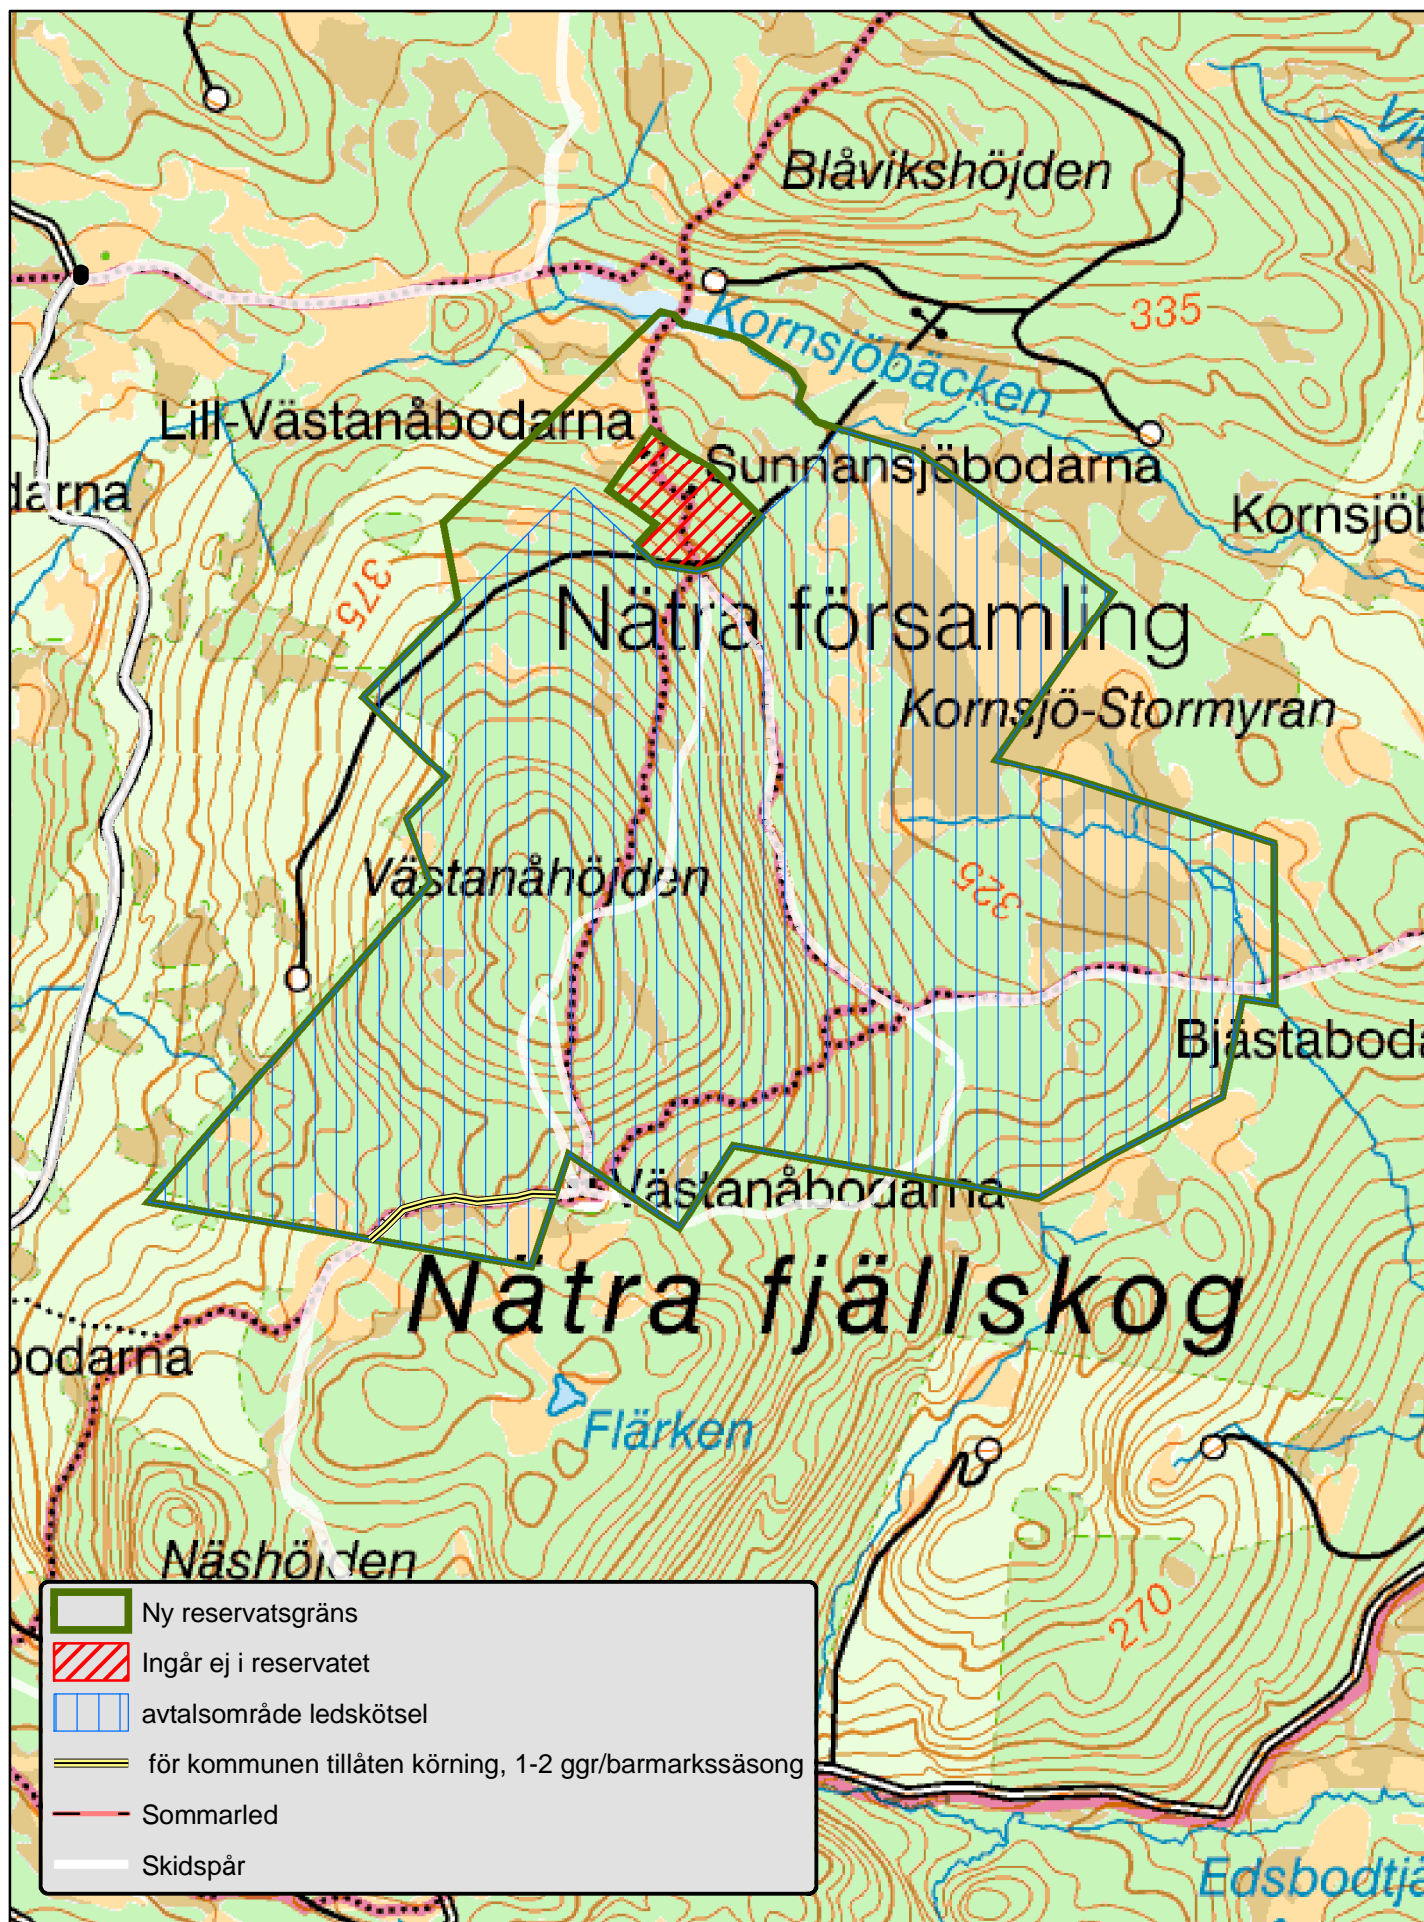 Vi
Blåvikshöjden
335
Kornsjöbäcken
Lill-Västanåbodarna
Sunnansjöbodarna
darna
Kornsjöb
375
Nätra församling
Kornsjö-Stormyran
Västanåhöjden
325
Bjästaboda
Västanåbodarna
Nätra fjällskog
bodarna
Flärken
Näshöjden
270
Ny reservatsgräns
Ingår ej i reservatet
avtalsområde ledskötsel
för kommunen tillåten körning, 1-2 ggr/barmarkssäsong
Sommarled
Skidspår
Edsbodtjä